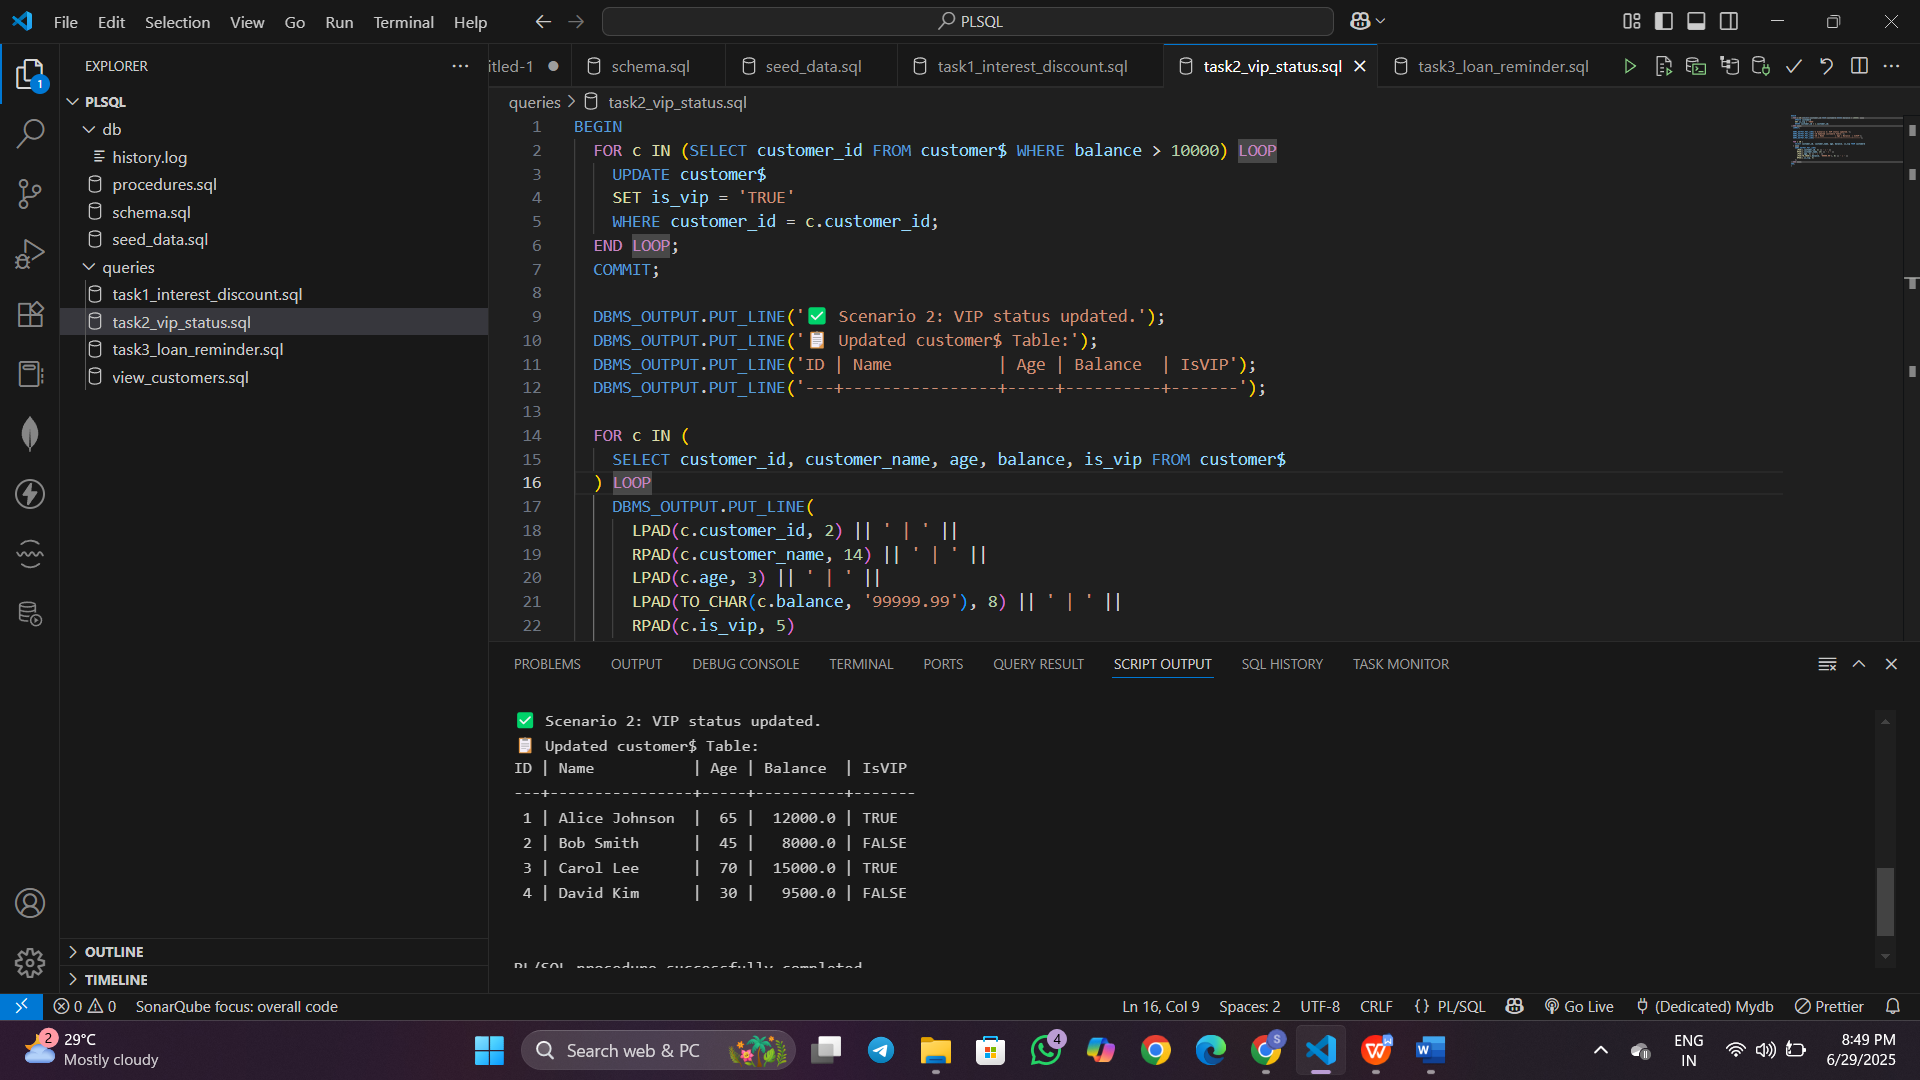 File Edit Selection View Go Run Terminal Help
PLSQL
EXPLORER
itled-1
schema.sql
seed_data.sql
task1_interest_discount.sql
task2_vip_status.sql
task3_loan_reminder.sql
1
PLSQL
db
history.log
procedures.sql
schema.sql
seed_data.sql
queries
task1_interest_discount.sql
task2_vip_status.sql
task3_loan_reminder.sql
view_customers.sql
OUTLINE
TIMELINE
queries > task2_vip_status.sql
1 BEGIN
2 FOR c IN (SELECT customer_id FROM customer$ WHERE balance > 10000) LOOP
3 UPDATE customer$
4 SET is_vip = 'TRUE'
5 WHERE customer_id = c.customer_id;
6 END LOOP;
7 COMMIT;
8
9 DBMS_OUTPUT.PUT_LINE('✅ Scenario 2: VIP status updated.');
10 DBMS_OUTPUT.PUT_LINE('📋 Updated customer$ Table:');
11 DBMS_OUTPUT.PUT_LINE('ID | Name           | Age | Balance  | IsVIP');
12 DBMS_OUTPUT.PUT_LINE('---+----------------+-----+----------+-------');
13
14 FOR c IN (
15 SELECT customer_id, customer_name, age, balance, is_vip FROM customer$
16 ) LOOP
17 DBMS_OUTPUT.PUT_LINE(
18 LPAD(c.customer_id, 2) || ' | ' ||
19 RPAD(c.customer_name, 14) || ' | ' ||
20 LPAD(c.age, 3) || ' | ' ||
21 LPAD(TO_CHAR(c.balance, '99999.99'), 8) || ' | ' ||
22 RPAD(c.is_vip, 5)
PROBLEMS OUTPUT DEBUG CONSOLE TERMINAL PORTS QUERY RESULT SCRIPT OUTPUT SQL HISTORY TASK MONITOR
✅ Scenario 2: VIP status updated.
📋 Updated customer$ Table:
ID | Name           | Age | Balance  | IsVIP
---+----------------+-----+----------+-------
1 | Alice Johnson  |  65 |  12000.0 | TRUE
2 | Bob Smith      |  45 |   8000.0 | FALSE
3 | Carol Lee      |  70 |  15000.0 | TRUE
4 | David Kim      |  30 |   9500.0 | FALSE
PL/SQL procedure successfully completed
0 0 SonarQube focus: overall code
Ln 16, Col 9 Spaces: 2 UTF-8 CRLF {} PL/SQL Go Live (Dedicated) Mydb Prettier
2
29°C
Mostly cloudy
Search web & PC
4
S
W
W
ENG
IN
8:49 PM
6/29/2025